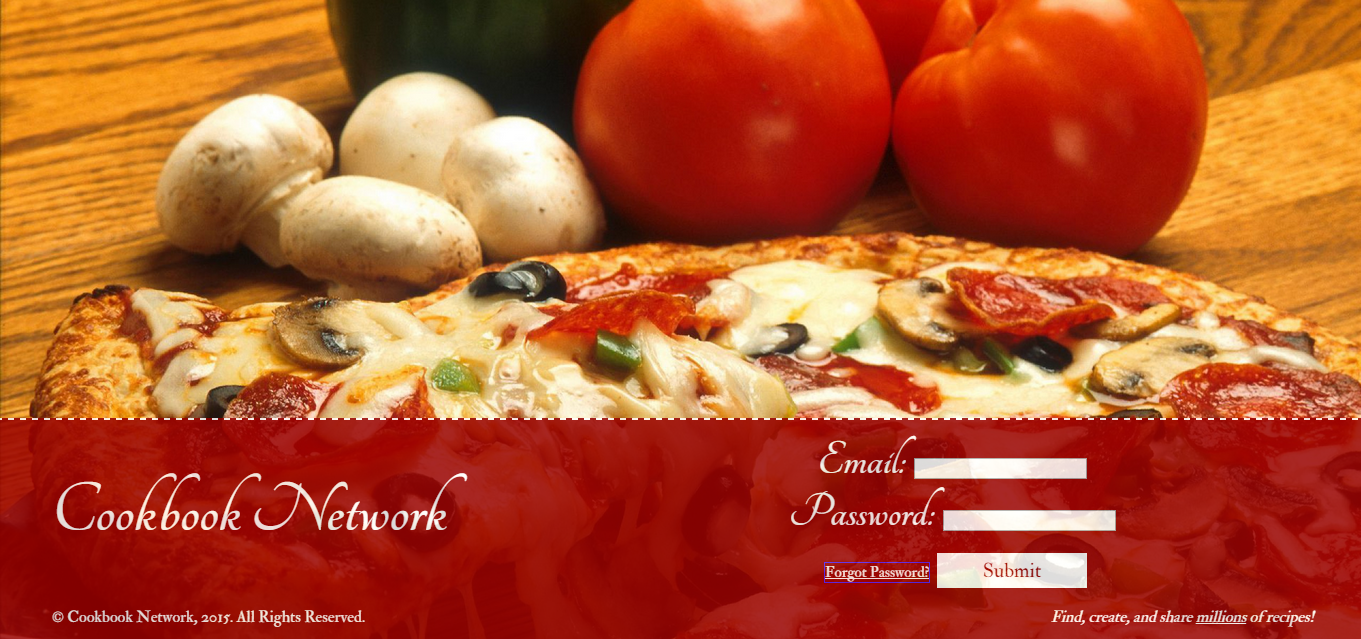 Email:
Cookbook Network
Password:
Forgot Password? Submit
© Cookbook Network, 2015. All Rights Reserved.
Find, create, and share millions of recipes!